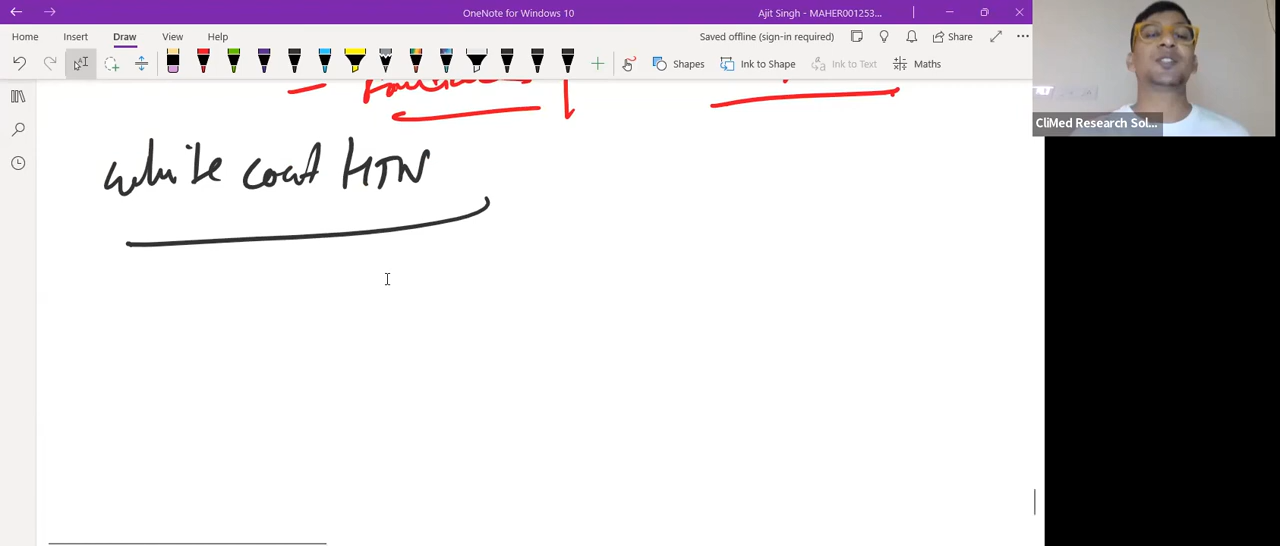 OneNote for Windows 10
Ajit Singh - MAHER001253...
Home Insert Draw View Help
Saved offline (sign-in required)
Share
Shapes
Ink to Shape
Ink to Text
Maths
CliMed Research Sol...
white coat HTN